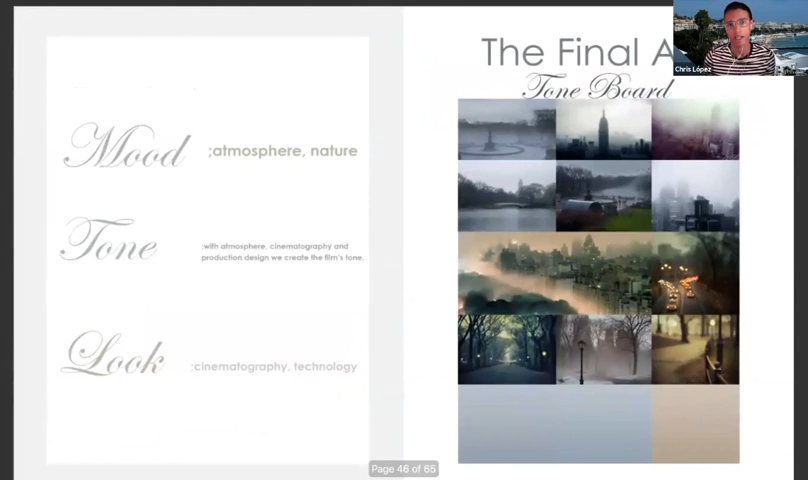 Mood ;atmosphere, nature
Tone ;with atmosphere, cinematography and
production design we create the film's tone.
Look ;cinematography, technology
The Final A
Tone Board
Chris López
Page 46 of 65